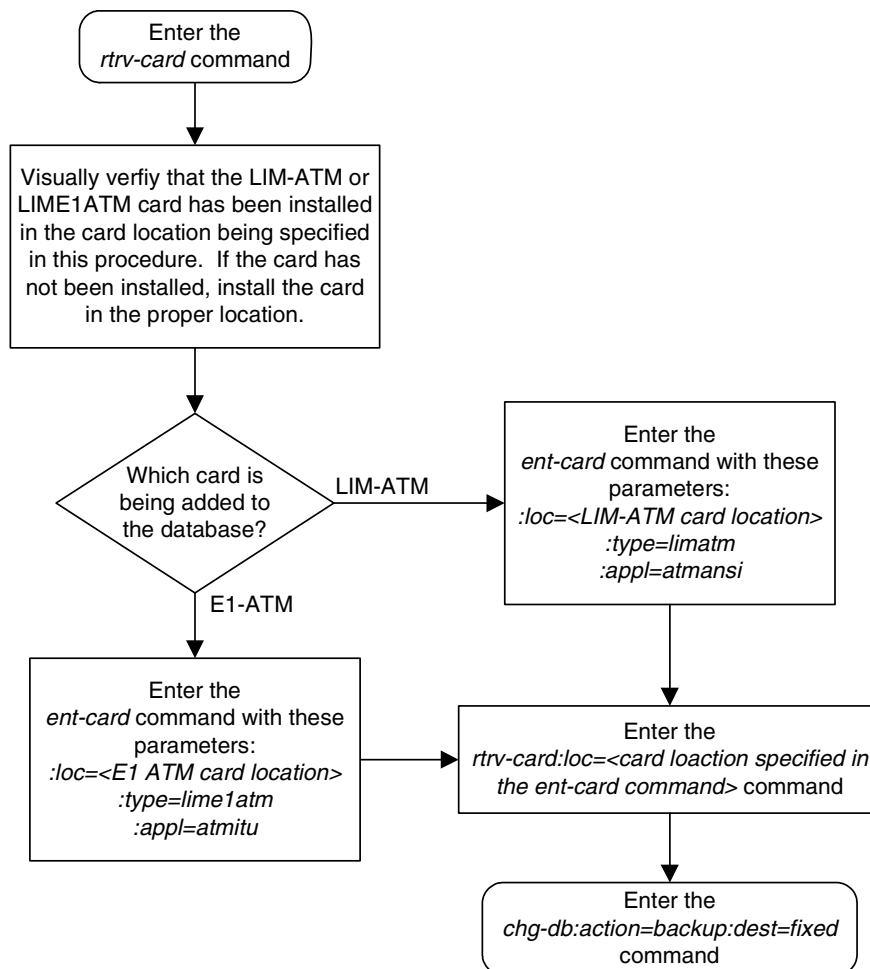 Enter the
rtrv-card command
Visually verfiy that the LIM-ATM or
LIME1ATM card has been installed
in the card location being specified
in this procedure. If the card has
not been installed, install the card
in the proper location.
Which card is
being added to
the database?
LIM-ATM
Enter the
ent-card command with these
parameters:
:loc=<LIM-ATM card location>
:type=limatm
:appl=atmansi
E1-ATM
Enter the
ent-card command with these
parameters:
:loc=<E1 ATM card location>
:type=lime1atm
:appl=atmitu
Enter the
rtrv-card:loc=<card loaction specified in
the ent-card command> command
Enter the
chg-db:action=backup:dest=fixed
command